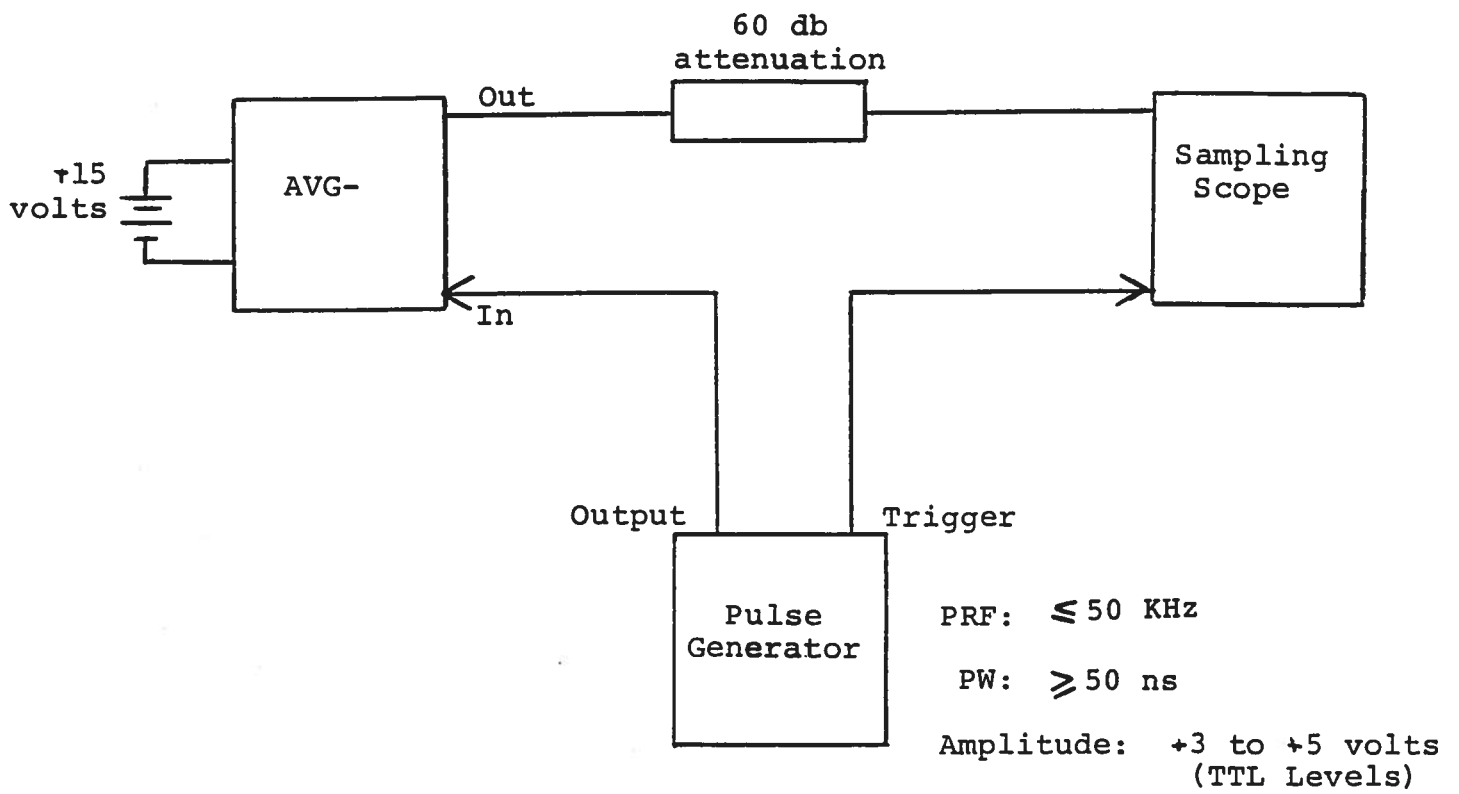 60 db
attenuation
Out
+15
volts
AVG-
Sampling
Scope
In
Output
Trigger
Pulse
Generator
PRF: ≤ 50 KHz
PW: ≥ 50 ns
Amplitude: +3 to +5 volts
(TTL Levels)